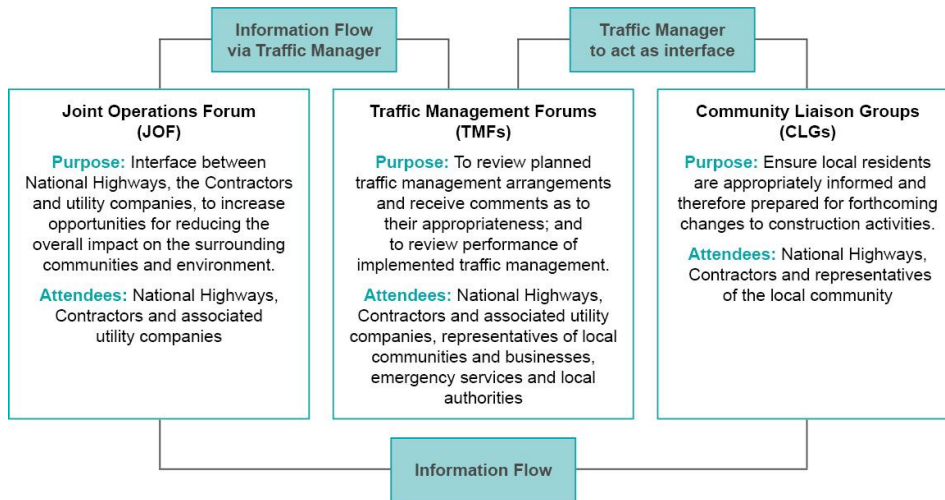 Information Flow
via Traffic Manager
Traffic Manager
to act as interface
Joint Operations Forum
(JOF)
Purpose: Interface between
National Highways, the Contractors
and utility companies, to increase
opportunities for reducing the
overall impact on the surrounding
communities and environment.
Attendees: National Highways,
Contractors and associated
utility companies
Traffic Management Forums
(TMFs)
Purpose: To review planned
traffic management arrangements
and receive comments as to
their appropriateness; and
to review performance of
implemented traffic management.
Attendees: National Highways,
Contractors and associated utility
companies, representatives of local
communities and businesses,
emergency services and local
authorities
Community Liaison Groups
(CLGs)
Purpose: Ensure local residents
are appropriately informed and
therefore prepared for forthcoming
changes to construction activities.
Attendees: National Highways,
Contractors and representatives
of the local community
Information Flow